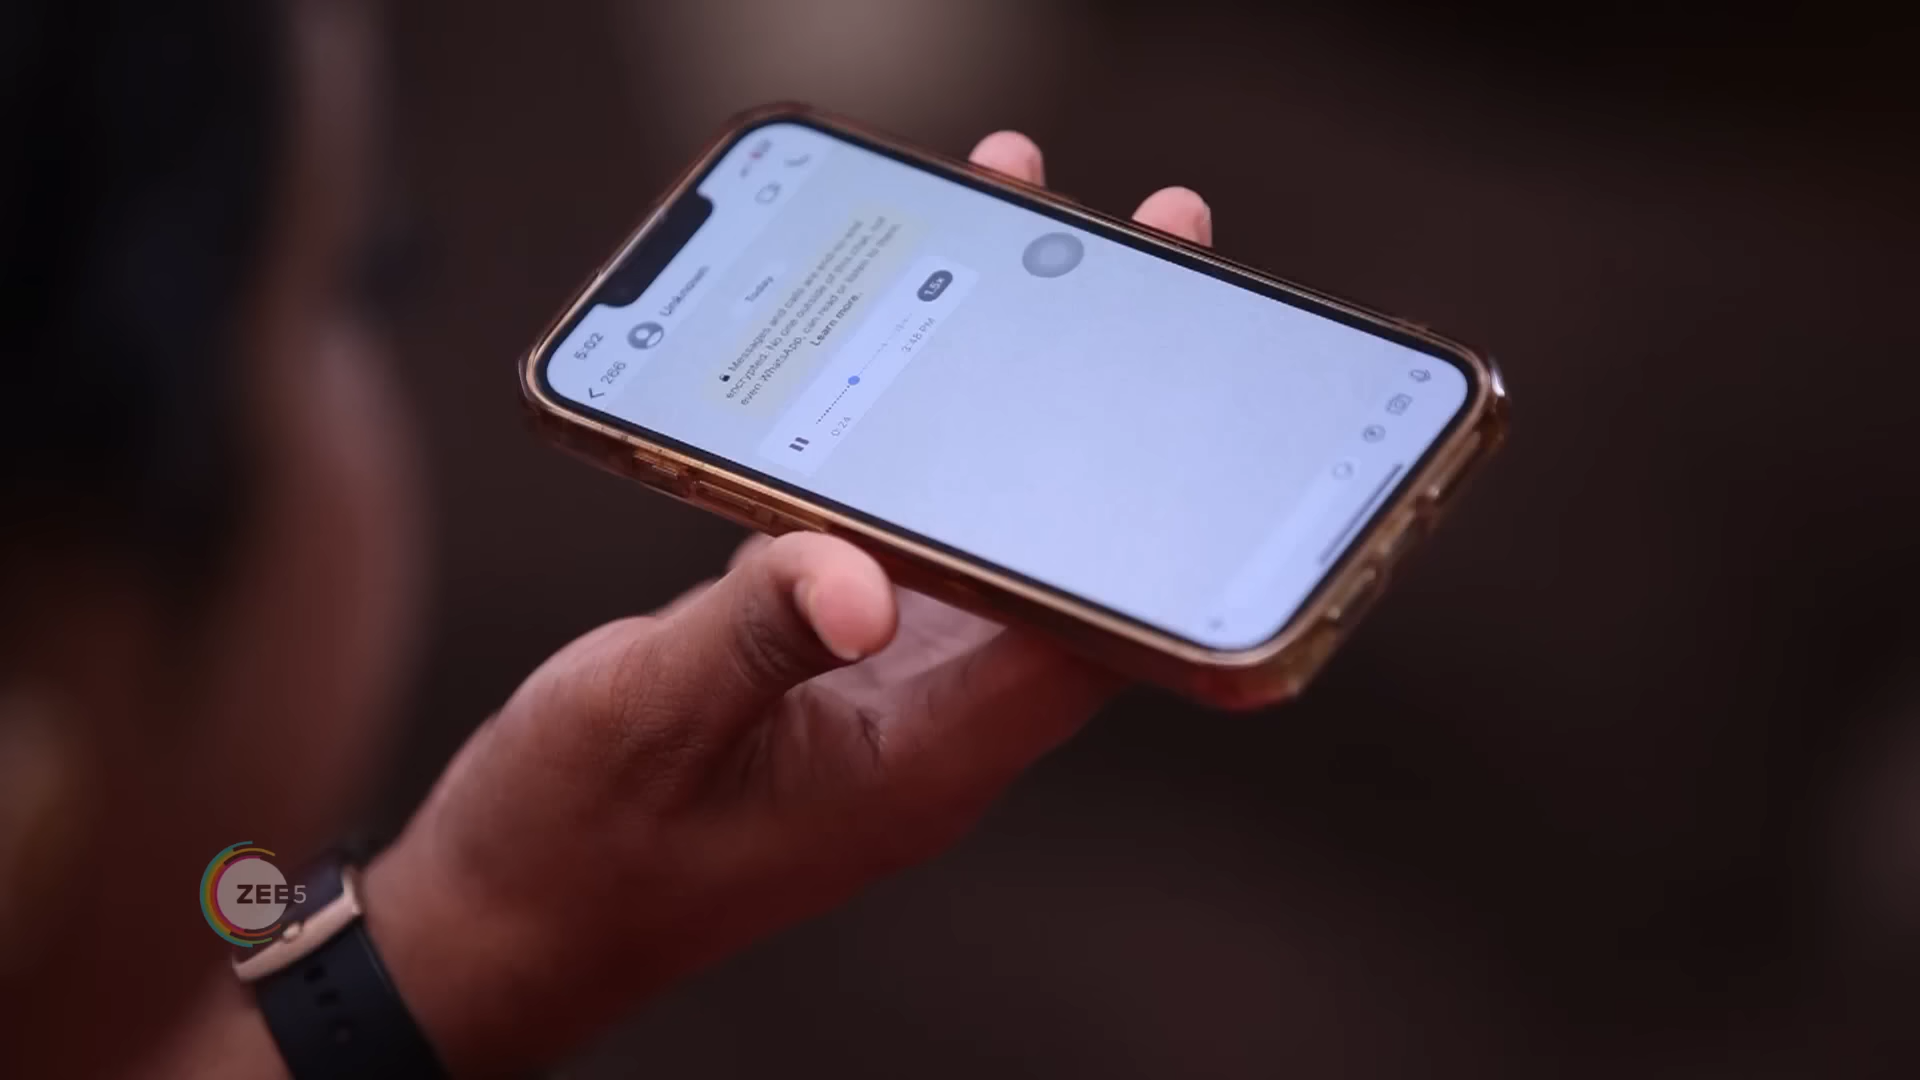 5:02
266
Unknown
Today
Messages and calls are end-to-end
encrypted. No one outside of this chat, not
even WhatsApp, can read or listen to them.
Learn more.
1.5×
0:24
3:48 PM
ZEE5